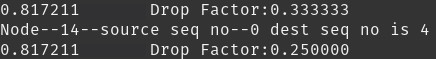 0.817211      Drop Factor:0.333333
Node--14--source seq no--0 dest seq no is 4
0.817211      Drop Factor:0.250000